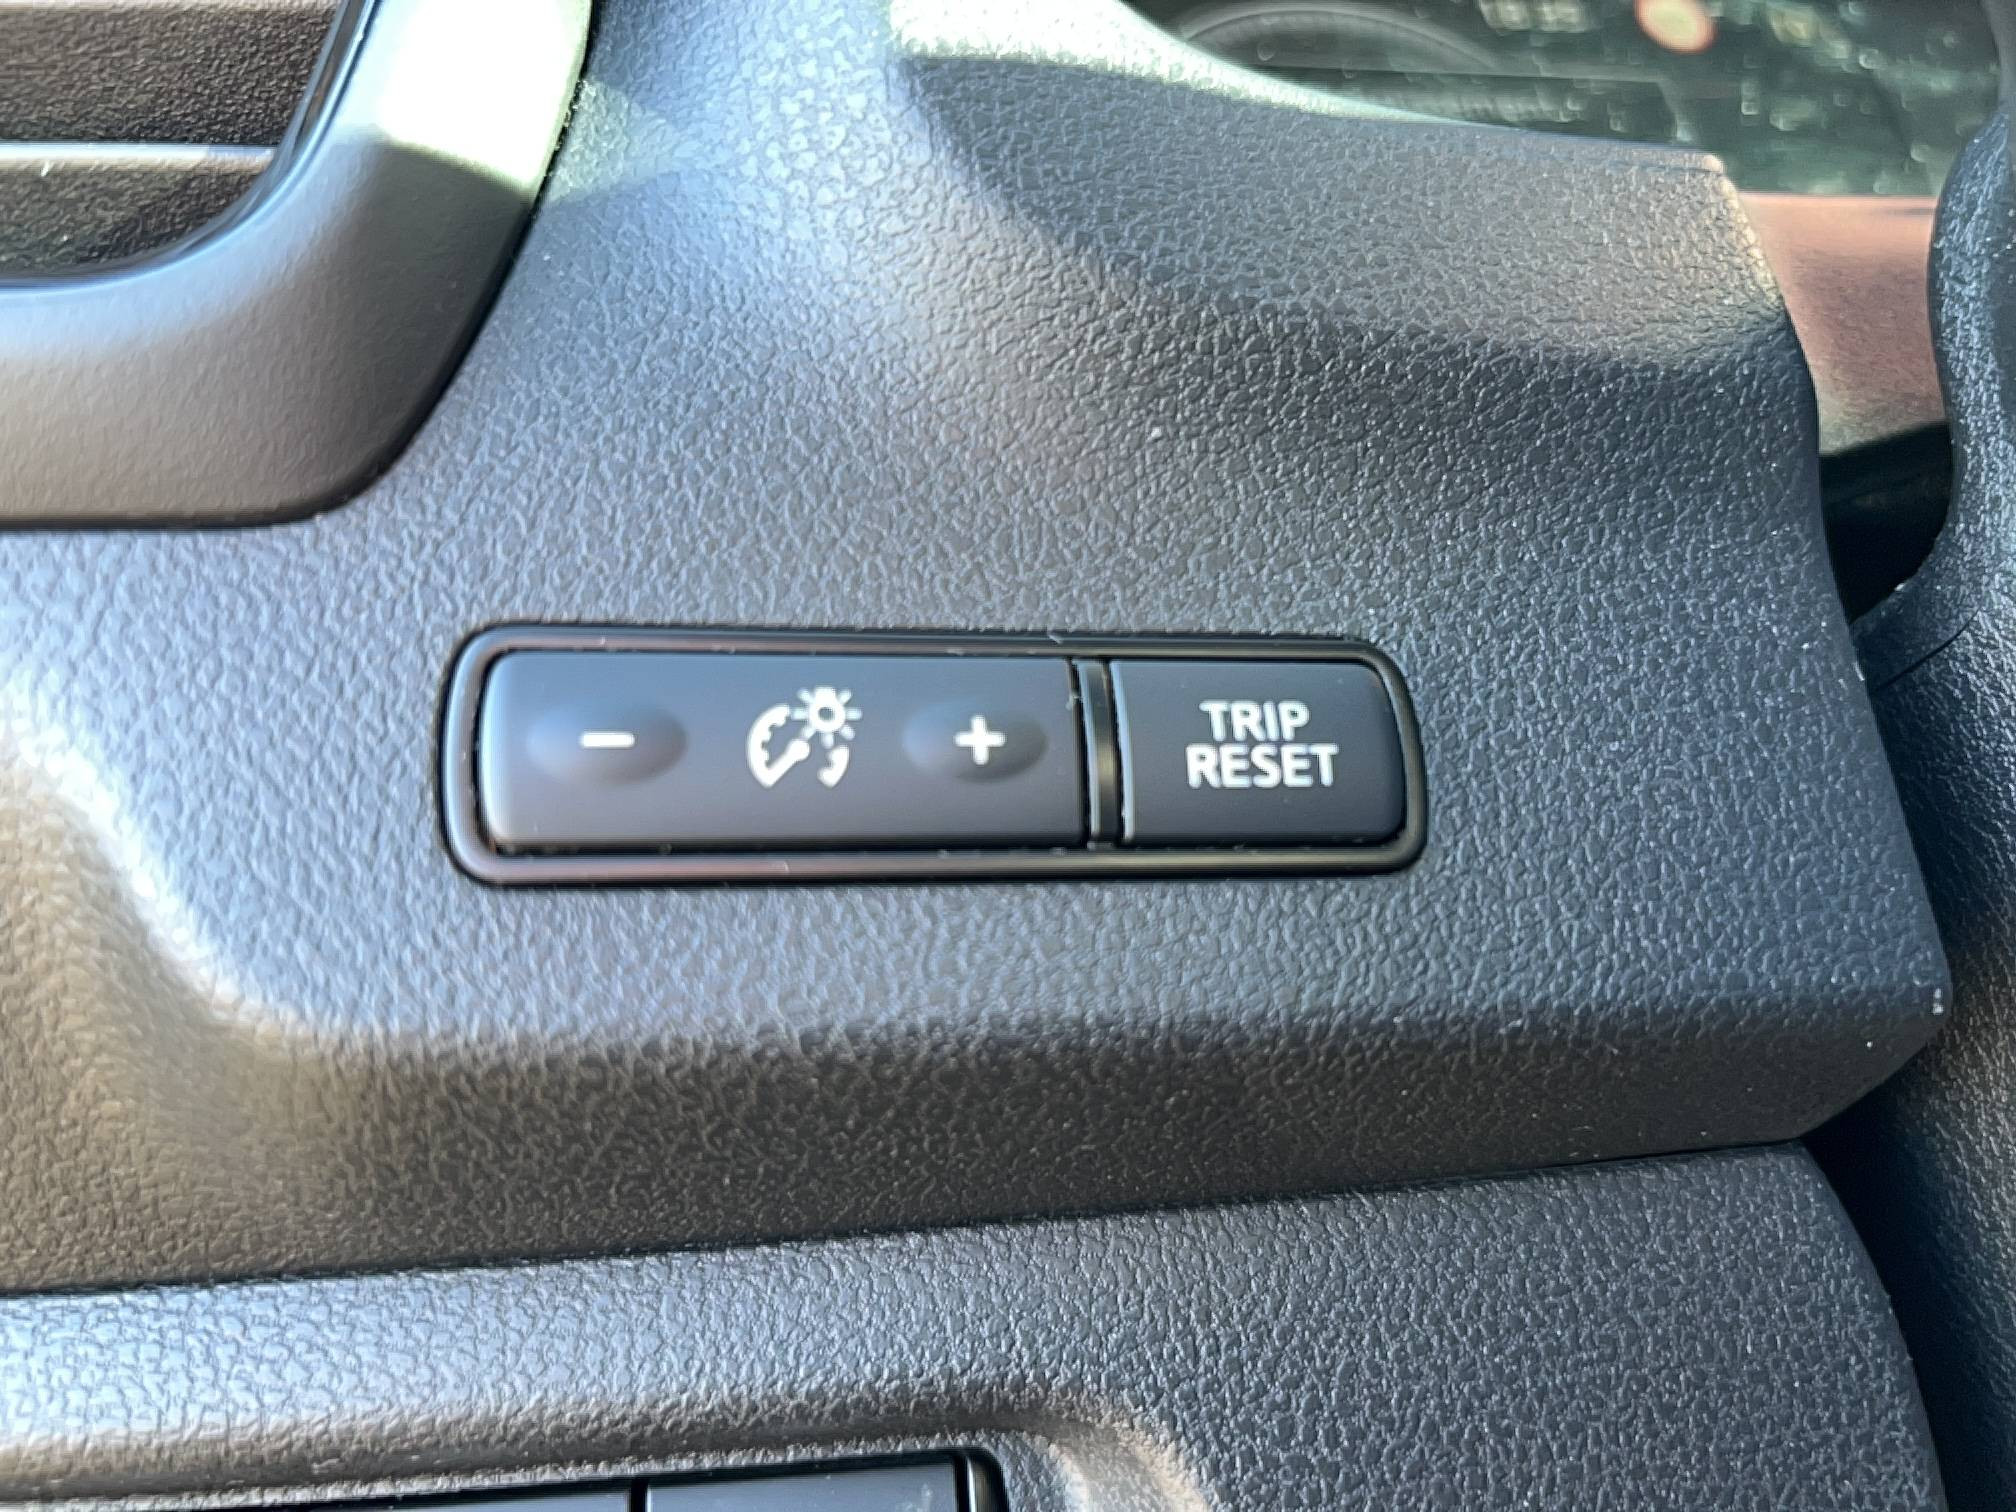 − +
TRIP
RESET